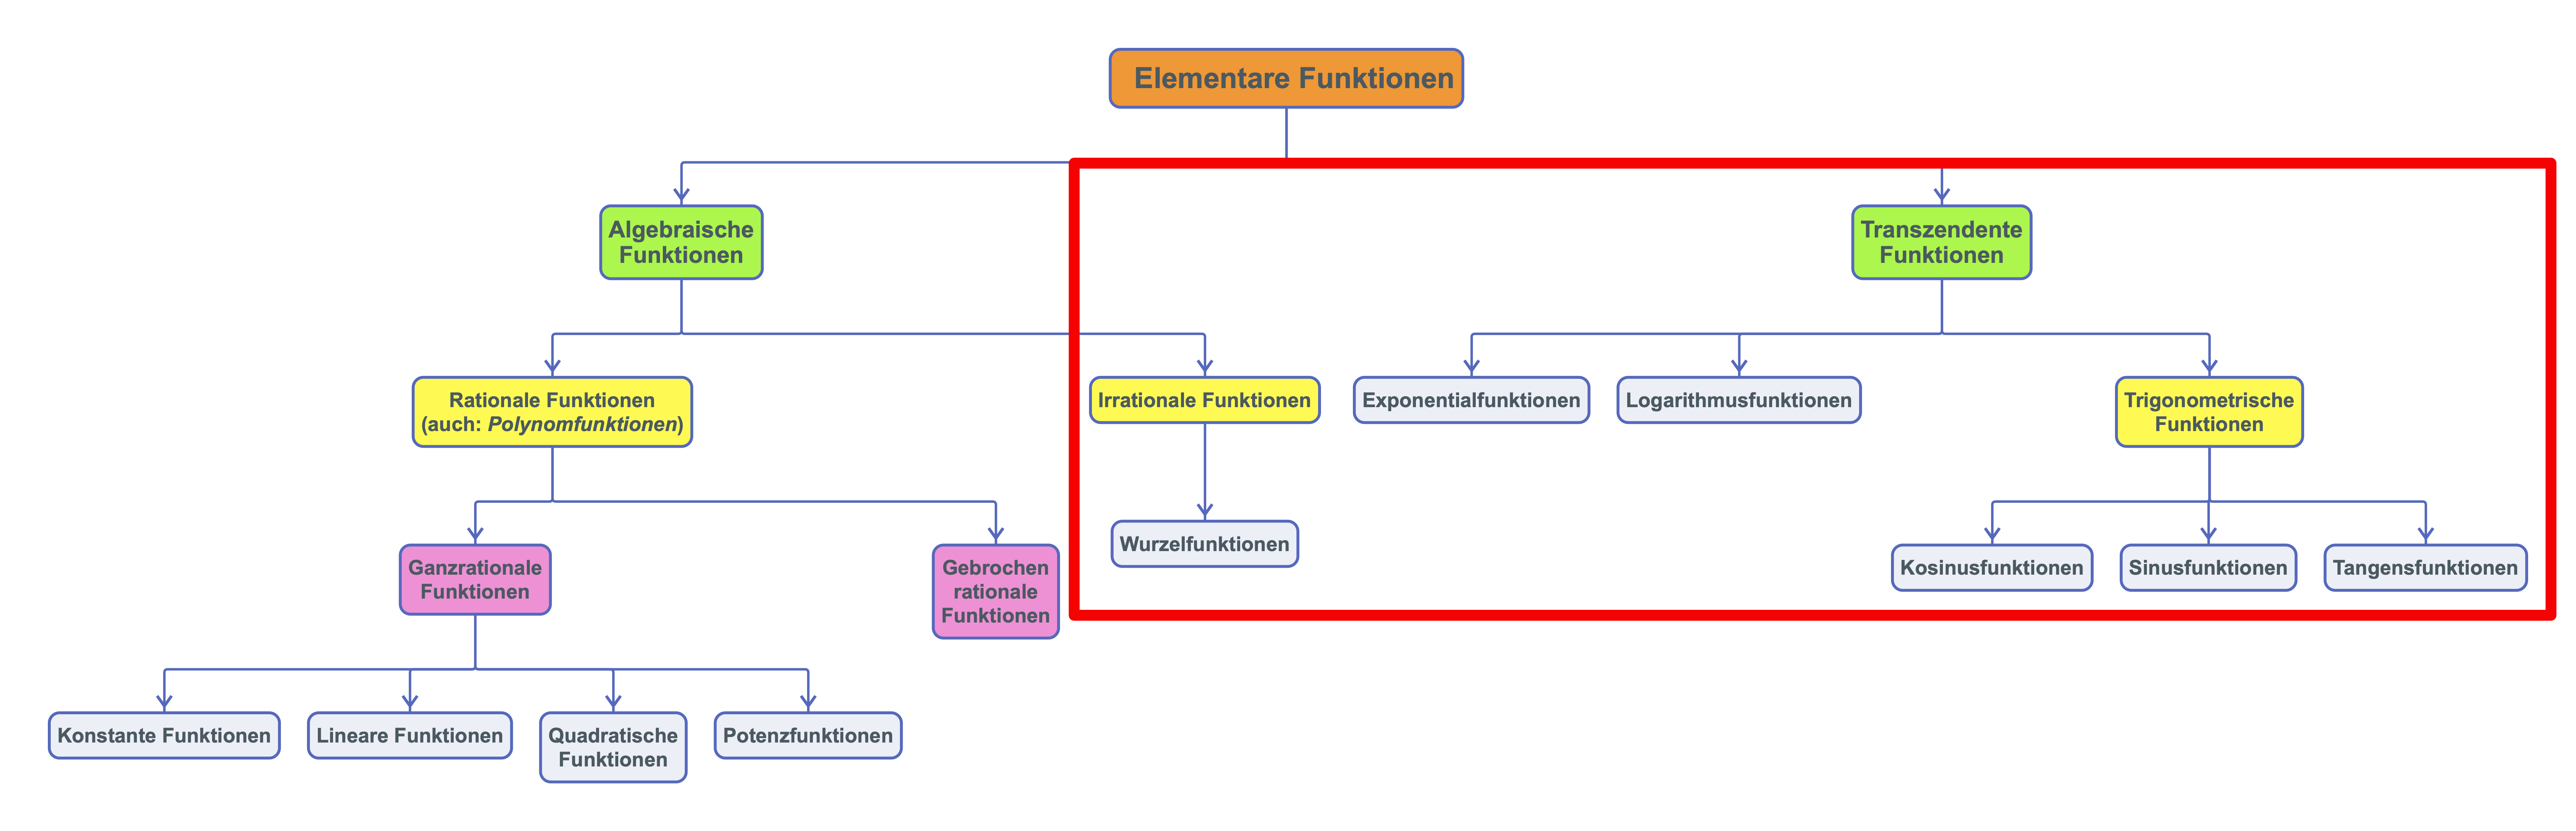 Elementare Funktionen
Algebraische
Funktionen
Transzendente
Funktionen
Rationale Funktionen
(auch: Polynomfunktionen)
Irrationale Funktionen
Exponentialfunktionen
Logarithmusfunktionen
Trigonometrische
Funktionen
Ganzrationale
Funktionen
Gebrochen
rationale
Funktionen
Wurzelfunktionen
Kosinusfunktionen
Sinusfunktionen
Tangensfunktionen
Konstante Funktionen
Lineare Funktionen
Quadratische
Funktionen
Potenzfunktionen